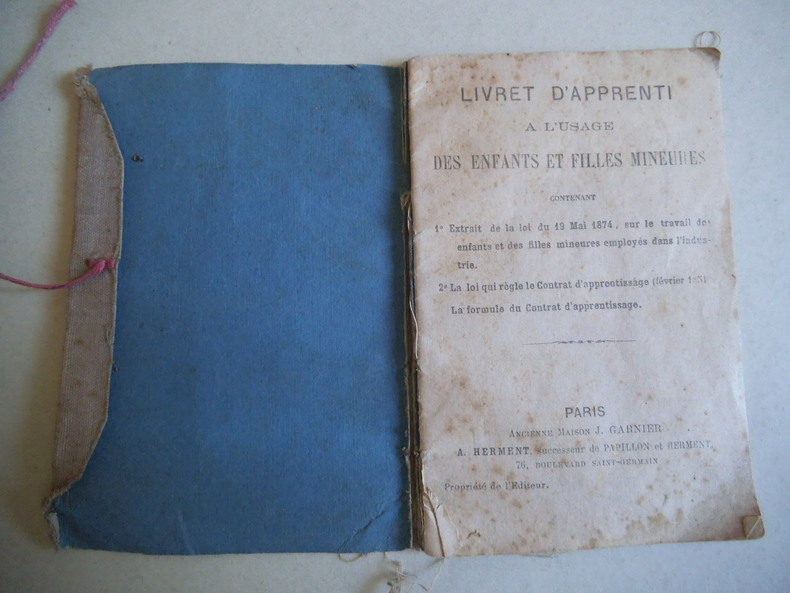 LIVRET D'APPRENTI
A L'USAGE
DES ENFANTS ET FILLES MINEURES
CONTENANT
1º Extrait de la loi du 19 Mai 1874, sur le travail des
enfants et des filles mineures employés dans l'indus-
trie.
2º La loi qui règle le Contrat d'apprentissage (février
La formule du Contrat d'apprentissage.
PARIS
ANCIENNE MAISON J. GARNIER
A. HERMENT, successeur de PAPILLON et HERMENT,
76, BOULEVARD SAINT-GERMAIN
Propriété de l'Editeur.